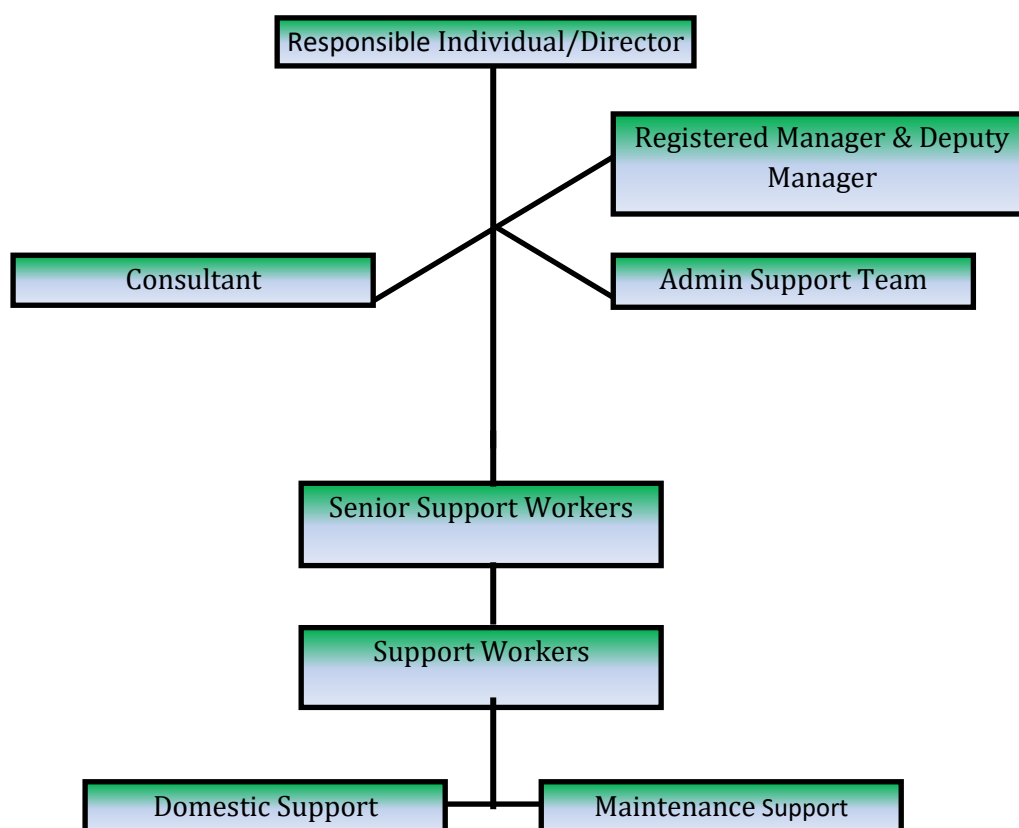 Responsible Individual/Director
Registered Manager & Deputy
Manager
Consultant
Admin Support Team
Senior Support Workers
Support Workers
Domestic Support
Maintenance Support